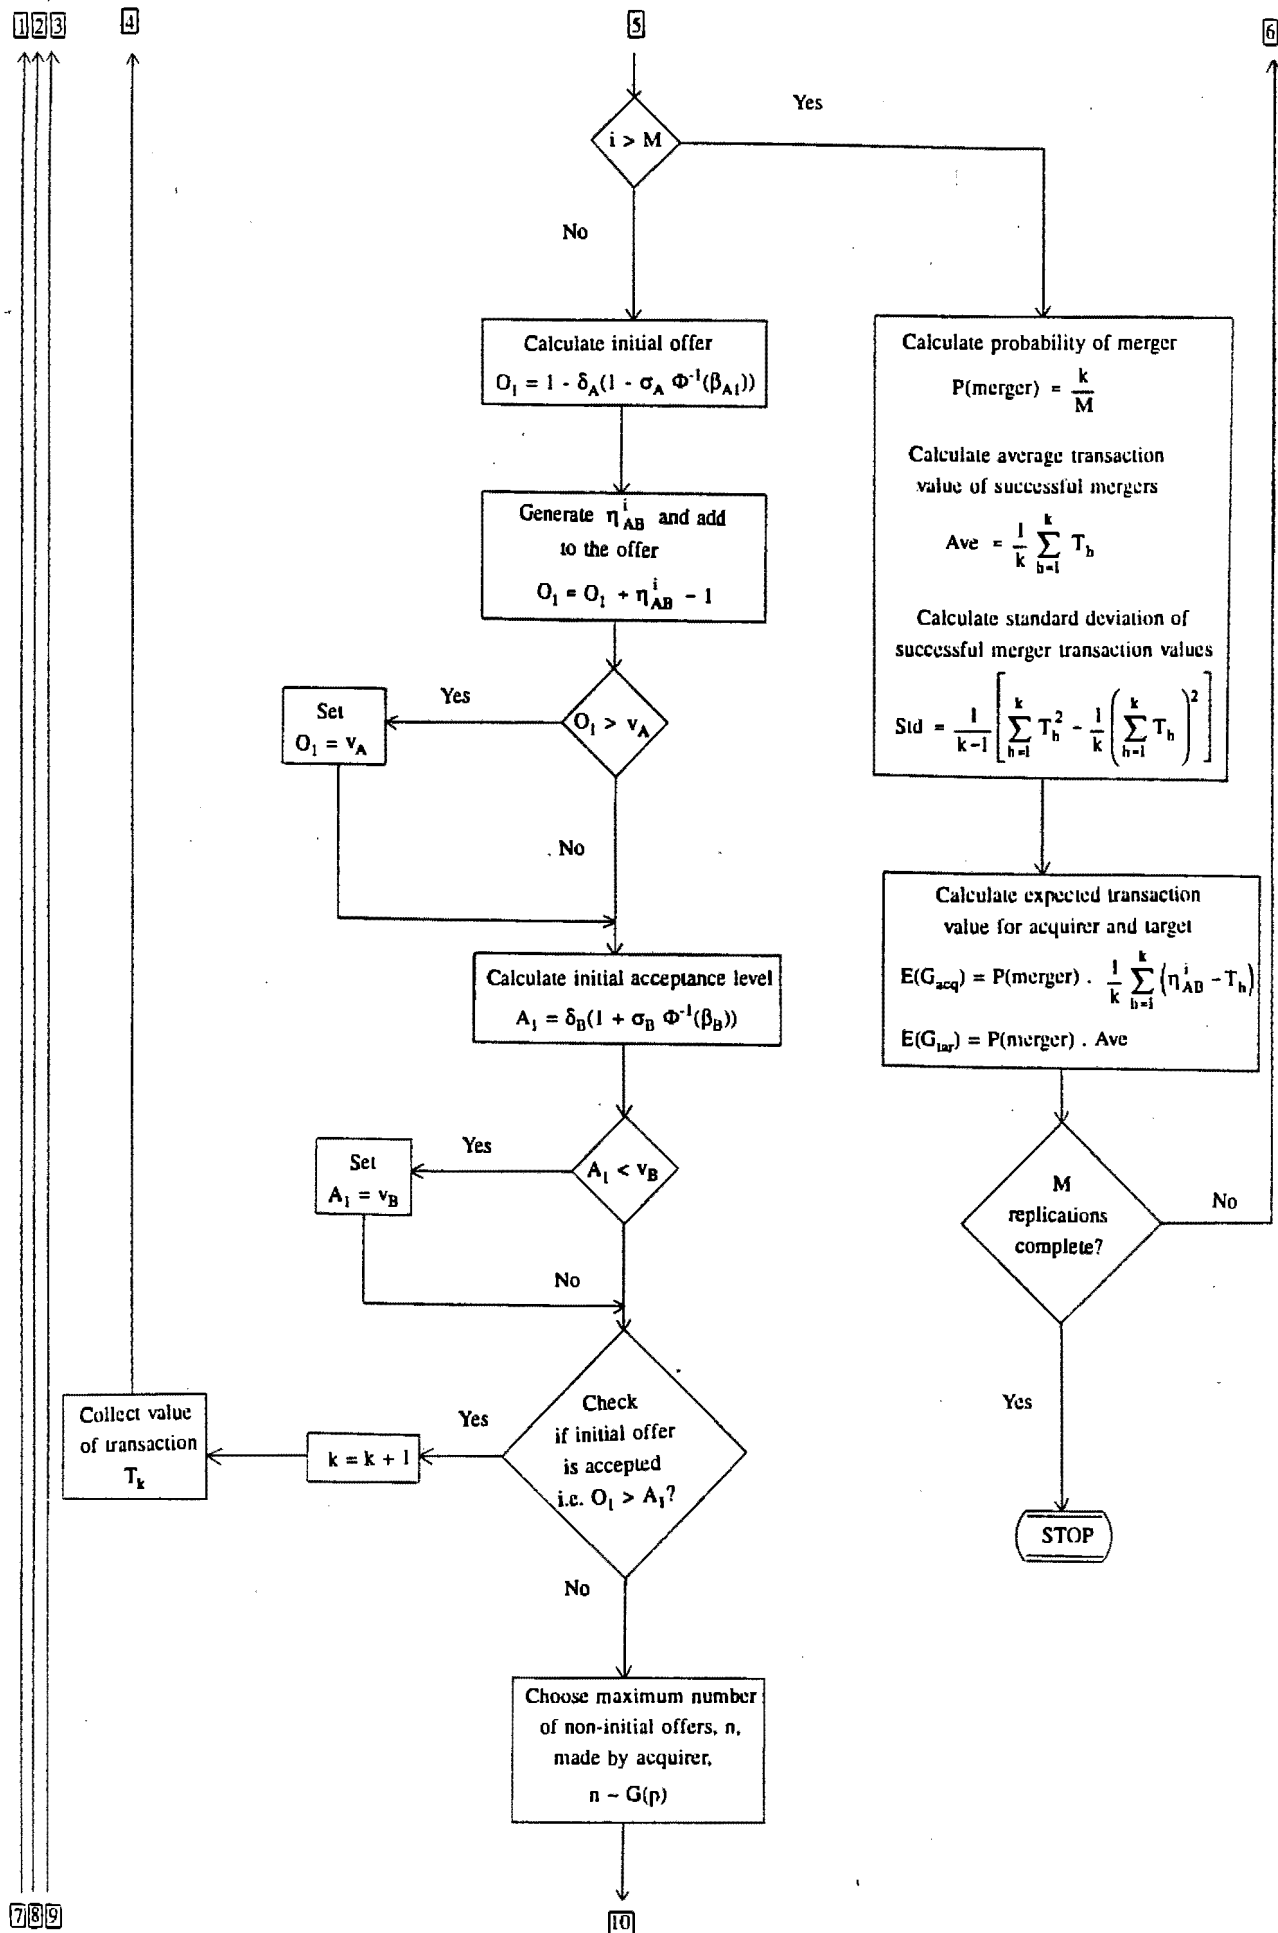 1 2 3
4
5
6
Yes
i > M
No
Calculate initial offer
O₁ = 1 - δ_A(1 - σ_A Φ⁻¹(β_A1))
Generate η^i_AB and add
to the offer
O₁ = O₁ + η^i_AB − 1
O₁ > v_A
Yes
Set
O₁ = v_A
No
Calculate initial acceptance level
A₁ = δ_B(1 + σ_B Φ⁻¹(β_B))
A₁ < v_B
Yes
Set
A₁ = v_B
No
Check
if initial offer
is accepted
i.e. O₁ > A₁?
Yes
k = k + 1
Collect value
of transaction
T_k
No
Choose maximum number
of non-initial offers, n,
made by acquirer,
n ~ G(p)
Calculate probability of merger
P(merger) = k/M
Calculate average transaction
value of successful mergers
Ave = 1/k ∑_{h=1}^{k} T_h
Calculate standard deviation of
successful merger transaction values
Std = 1/(k−1) [∑_{h=1}^{k} T_h² − 1/k (∑_{h=1}^{k} T_h)²]
Calculate expected transaction
value for acquirer and target
E(G_acq) = P(merger) . 1/k ∑_{h=1}^{k} (η^i_AB − T_h)
E(G_tar) = P(merger) . Ave
M
replications
complete?
No
Yes
STOP
7 8 9
10